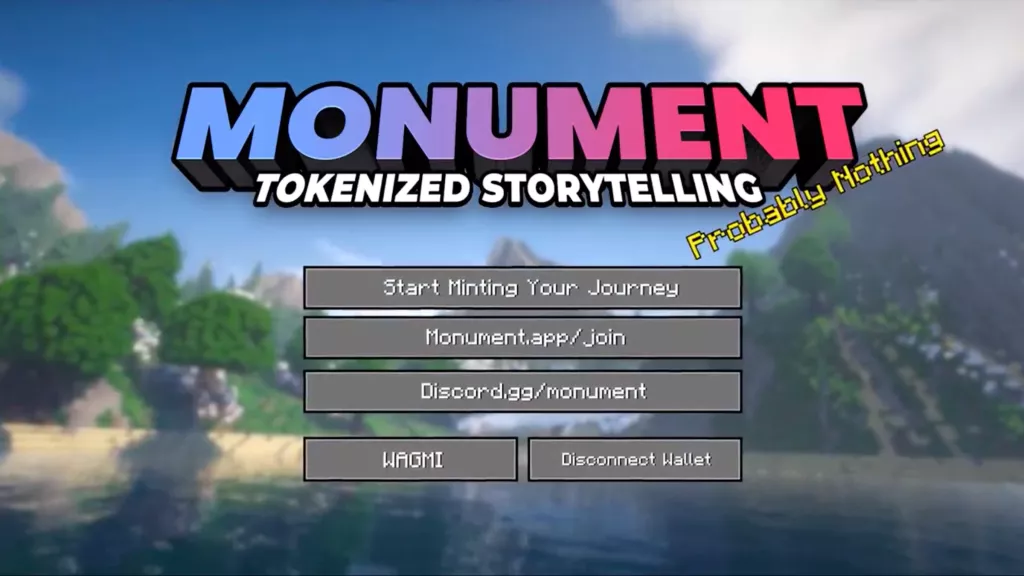 MONUMENT
TOKENIZED STORYTELLING
Probably Nothing
Start Minting Your Journey
Monument.app/join
Discord.gg/monument
WAGMI
Disconnect Wallet